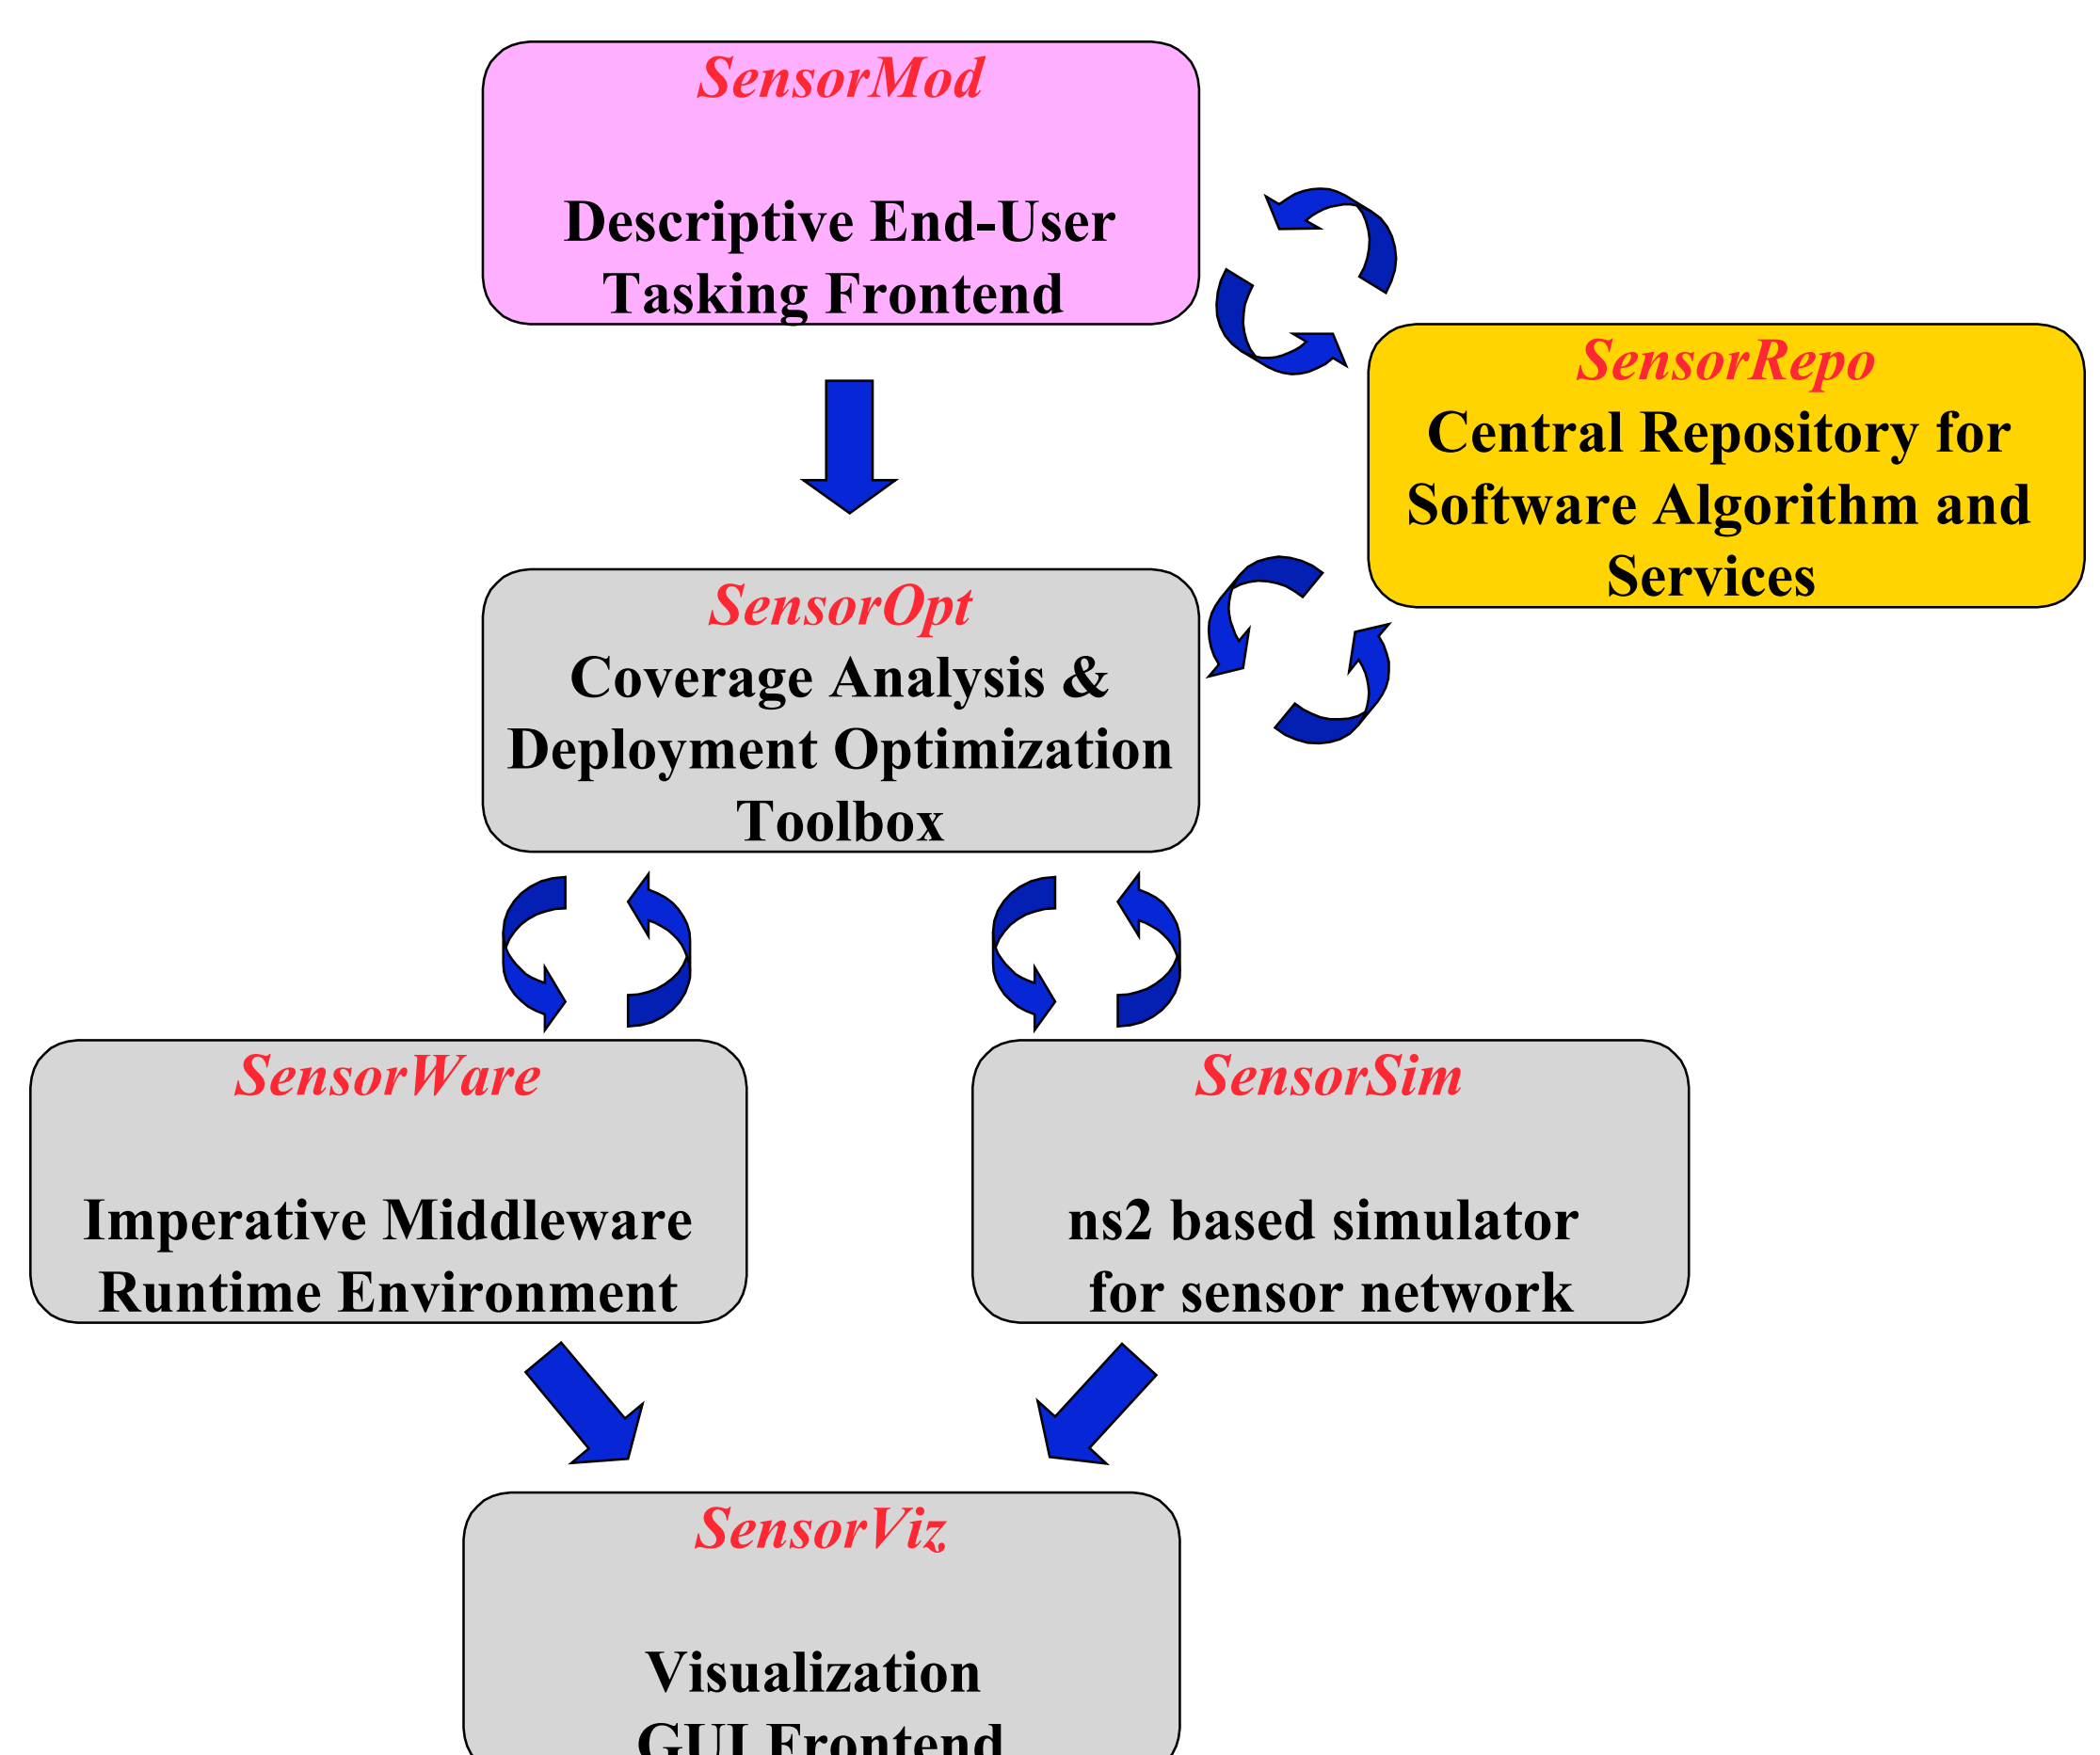 SensorMod
Descriptive End-User
Tasking Frontend
SensorRepo
Central Repository for
Software Algorithm and
Services
SensorOpt
Coverage Analysis &
Deployment Optimization
Toolbox
SensorWare
Imperative Middleware
Runtime Environment
SensorSim
ns2 based simulator
for sensor network
SensorViz
Visualization
GUI Frontend